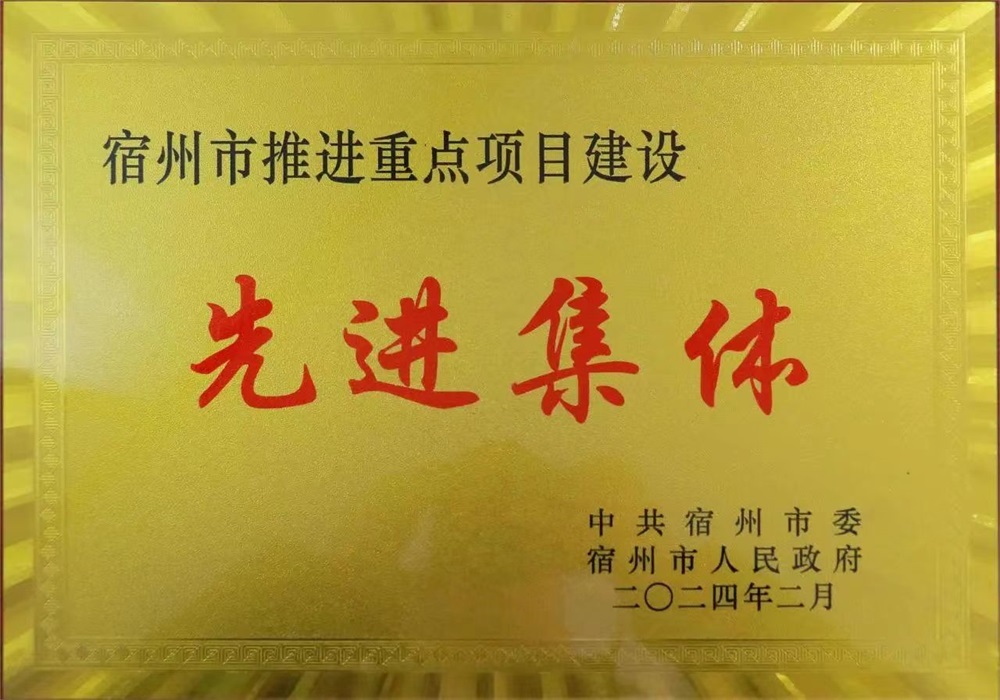 宿州市推进重点项目建设
先进集体
中共宿州市委
宿州市人民政府
二〇二四年二月